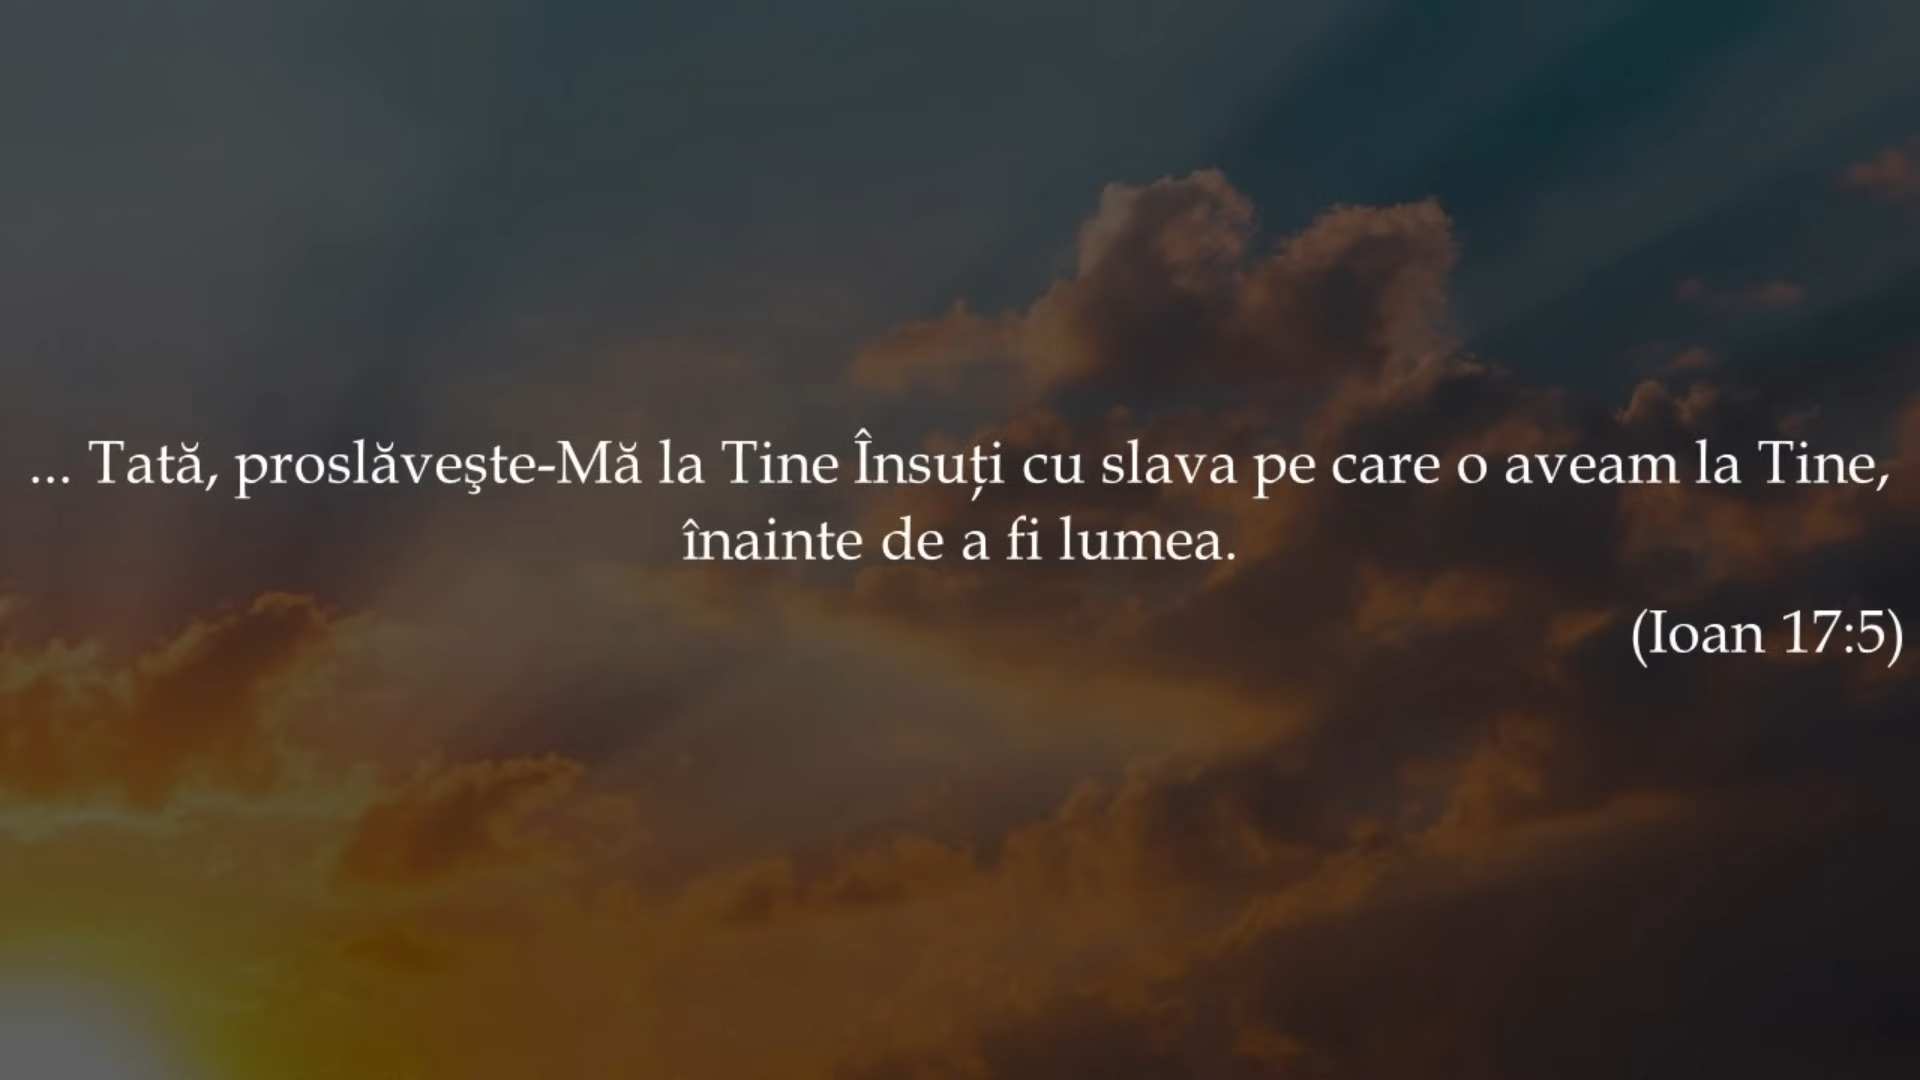 ... Tată, proslăveşte-Mă la Tine Însuți cu slava pe care o aveam la Tine,
înainte de a fi lumea.
(Ioan 17:5)